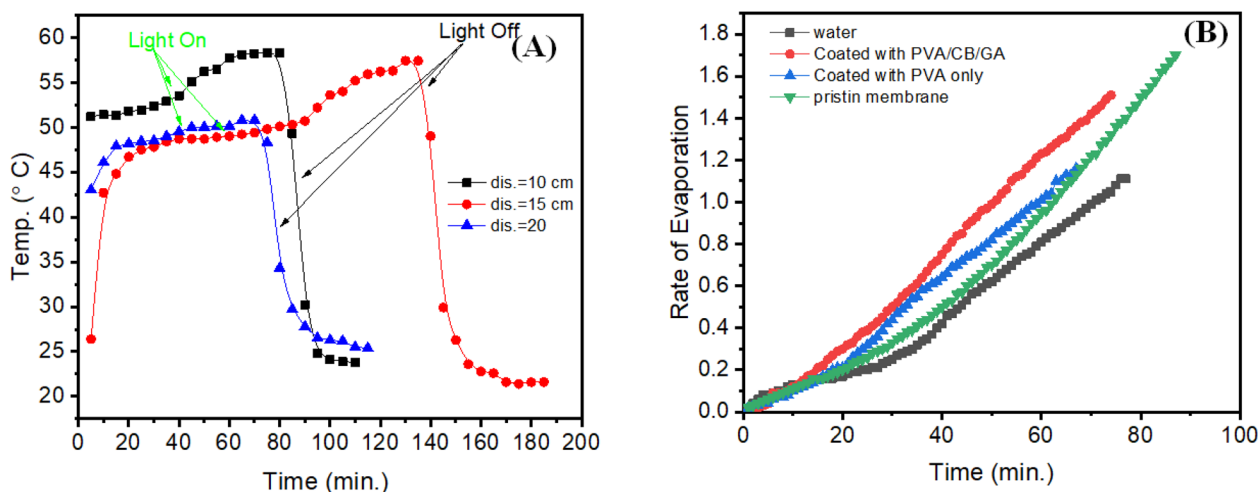 (A)
Light On
Light Off
60
55
50
45
40
35
30
25
20
Temp. (° C)
dis.=10 cm
dis.=15 cm
dis.=20
0 20 40 60 80 100 120 140 160 180 200
Time (min.)
(B)
water
Coated with PVA/CB/GA
Coated with PVA only
pristin membrane
1.8
1.6
1.4
1.2
1.0
0.8
0.6
0.4
0.2
0.0
Rate of Evaporation
0 20 40 60 80 100
Time (min.)